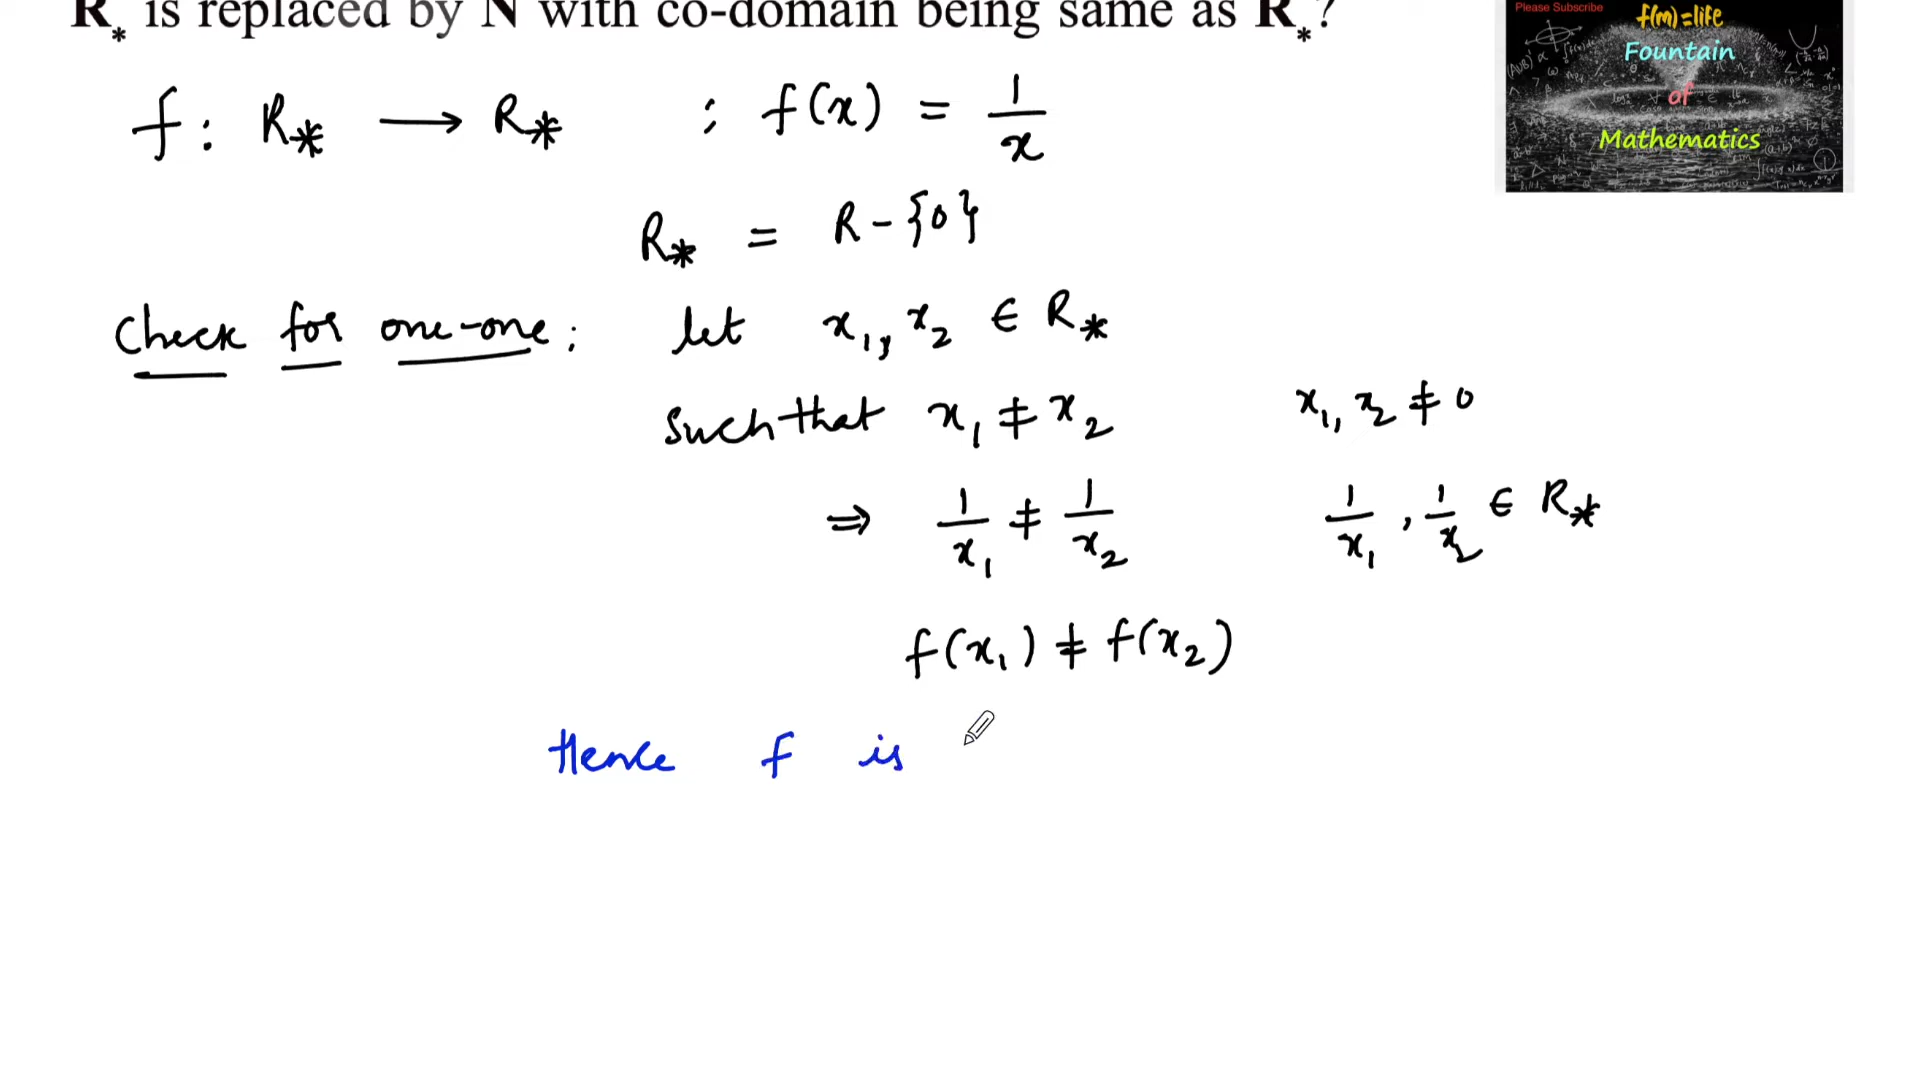 R* is replaced by N with co-domain being same as R*?
Please Subscribe
f(m)=life
Fountain
of
Mathematics
f: R* ⟶ R* ; f(x) = 1/x
R* = R - {0}
Check for one-one: let x₁, x₂ ∈ R*
Such that x₁ ≠ x₂ x₁, x₂ ≠ 0
⇒ 1/x₁ ≠ 1/x₂ 1/x₁, 1/x₂ ∈ R*
f(x₁) ≠ f(x₂)
Hence f is